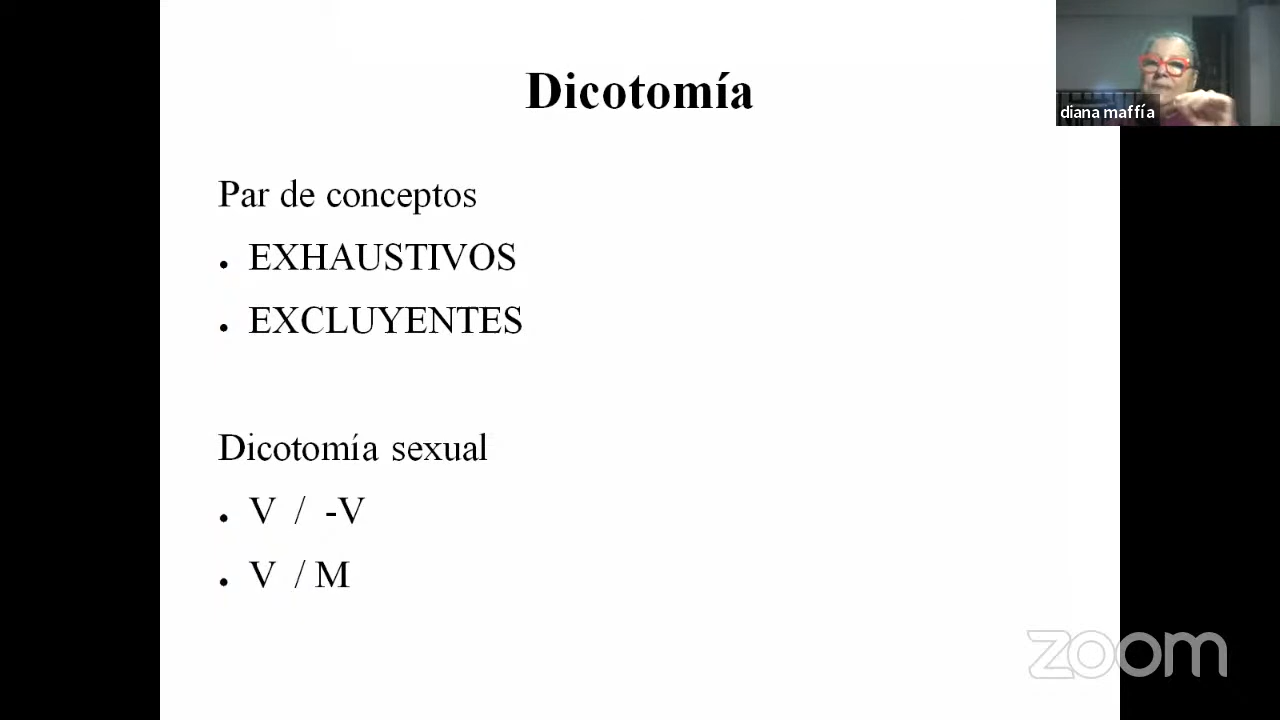 Dicotomía
diana maffía
Par de conceptos
• EXHAUSTIVOS
• EXCLUYENTES
Dicotomía sexual
• V / -V
• V / M
zoom